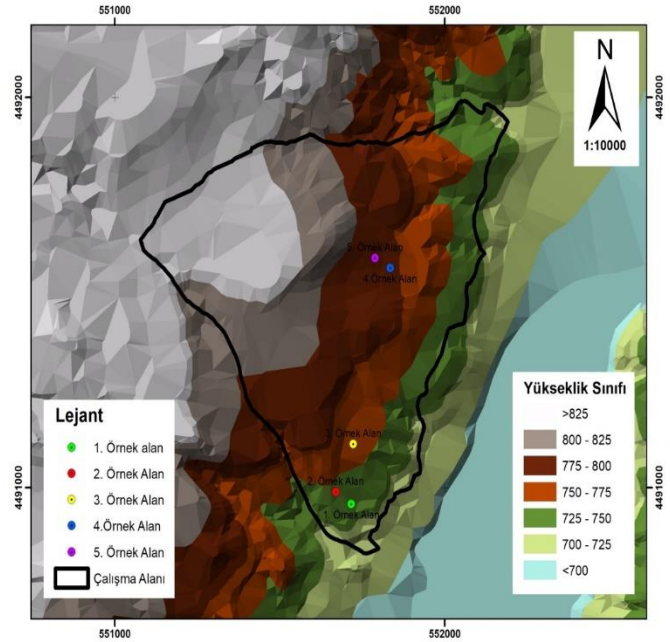 551000
552000
4492000
4492000
N
1:10000
5. Örnek Alan
4.Örnek Alan
3. Örnek Alan
2. Örnek Alan
1. Örnek Alan
4491000
4491000
Lejant
1. Örnek alan
2. Örnek Alan
3. Örnek Alan
4.Örnek Alan
5. Örnek Alan
Çalışma Alanı
Yükseklik Sınıfı
>825
800 - 825
775 - 800
750 - 775
725 - 750
700 - 725
<700
551000
552000